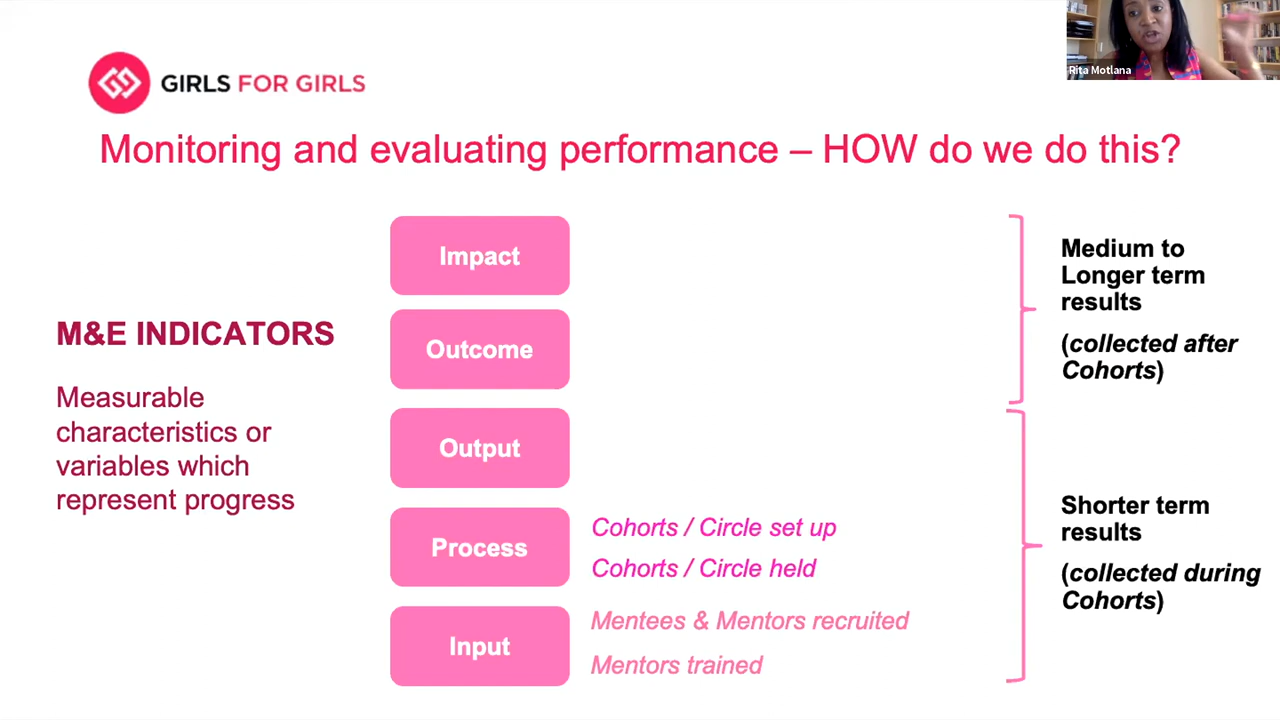 Rita Motlana
GIRLS FOR GIRLS
Monitoring and evaluating performance – HOW do we do this?
M&E INDICATORS
Measurable
characteristics or
variables which
represent progress
Impact
Outcome
Output
Process
Cohorts / Circle set up
Cohorts / Circle held
Input
Mentees & Mentors recruited
Mentors trained
Medium to
Longer term
results
(collected after
Cohorts)
Shorter term
results
(collected during
Cohorts)